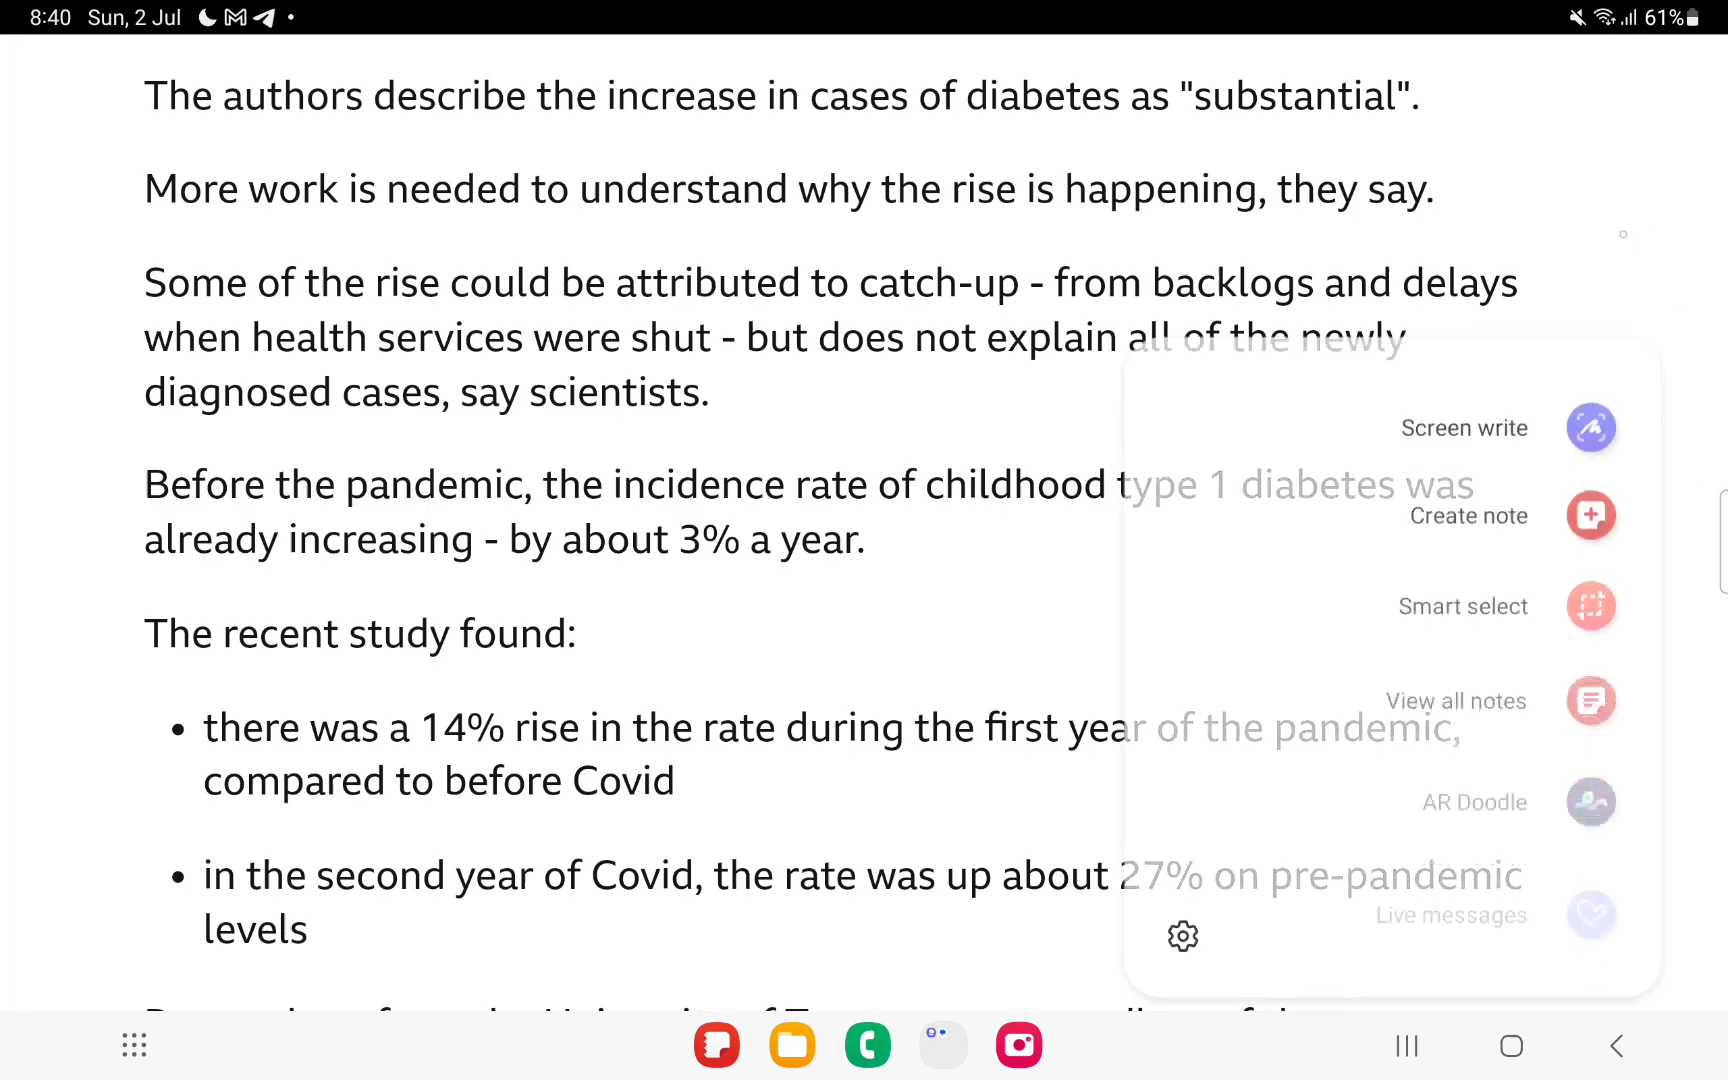 8:40 Sun, 2 Jul 61%
The authors describe the increase in cases of diabetes as "substantial".
More work is needed to understand why the rise is happening, they say.
Some of the rise could be attributed to catch-up - from backlogs and delays
when health services were shut - but does not explain all of the newly
diagnosed cases, say scientists.
Before the pandemic, the incidence rate of childhood type 1 diabetes was
already increasing - by about 3% a year.
The recent study found:
• there was a 14% rise in the rate during the first year of the pandemic,
compared to before Covid
• in the second year of Covid, the rate was up about 27% on pre-pandemic
levels
Screen write
Create note
Smart select
View all notes
AR Doodle
Live messages